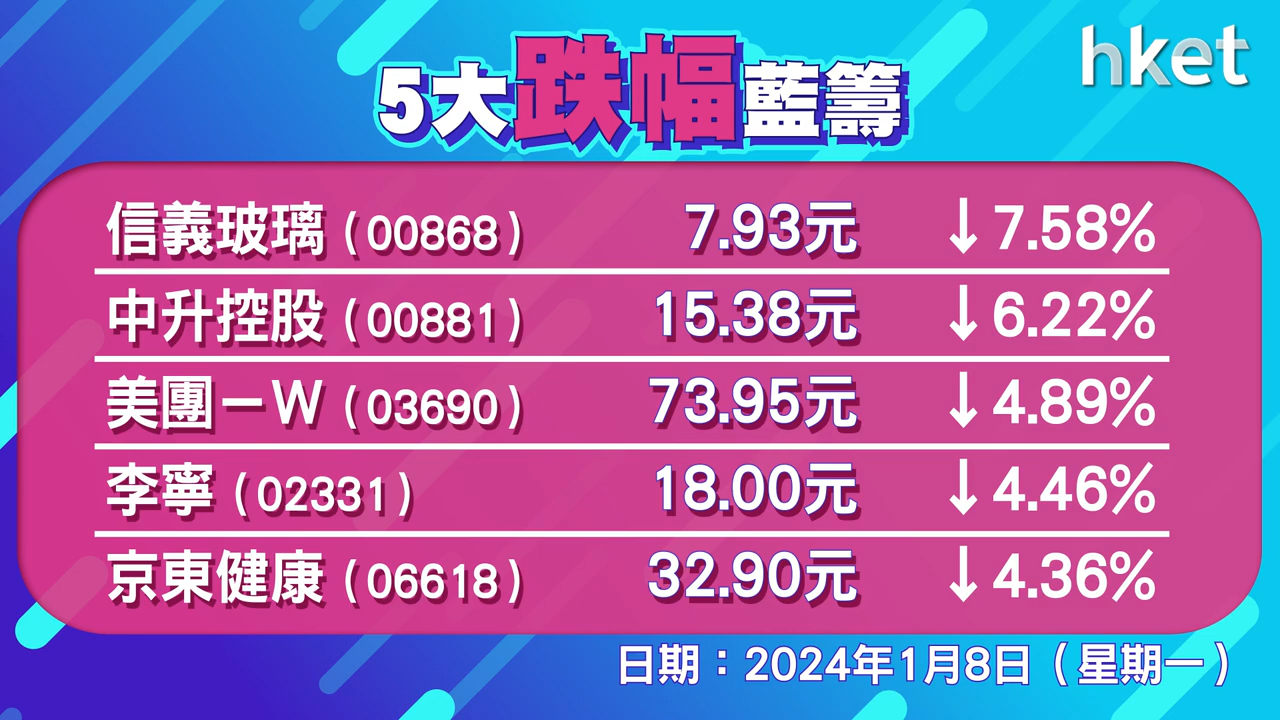 hket
5大跌幅藍籌
信義玻璃(00868) 7.93元 ↓7.58%
中升控股(00881) 15.38元 ↓6.22%
美團-W(03690) 73.95元 ↓4.89%
李寧(02331) 18.00元 ↓4.46%
京東健康(06618) 32.90元 ↓4.36%
日期:2024年1月8日(星期一)